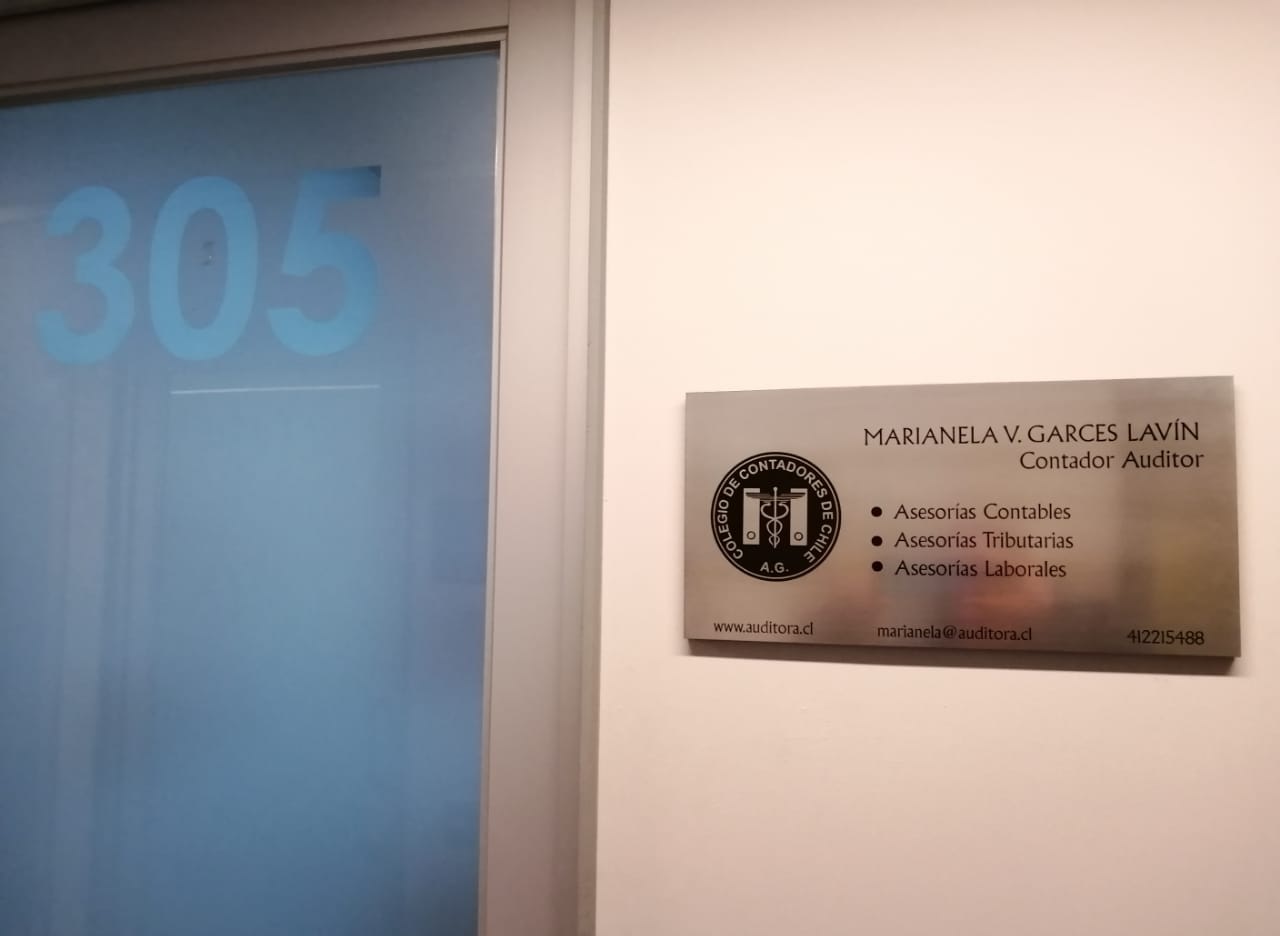 305
MARIANELA V. GARCES LAVÍN
Contador Auditor
COLEGIO DE CONTADORES DE CHILE
A.G.
• Asesorías Contables
• Asesorías Tributarias
• Asesorías Laborales
www.auditora.cl
marianela@auditora.cl
412215488